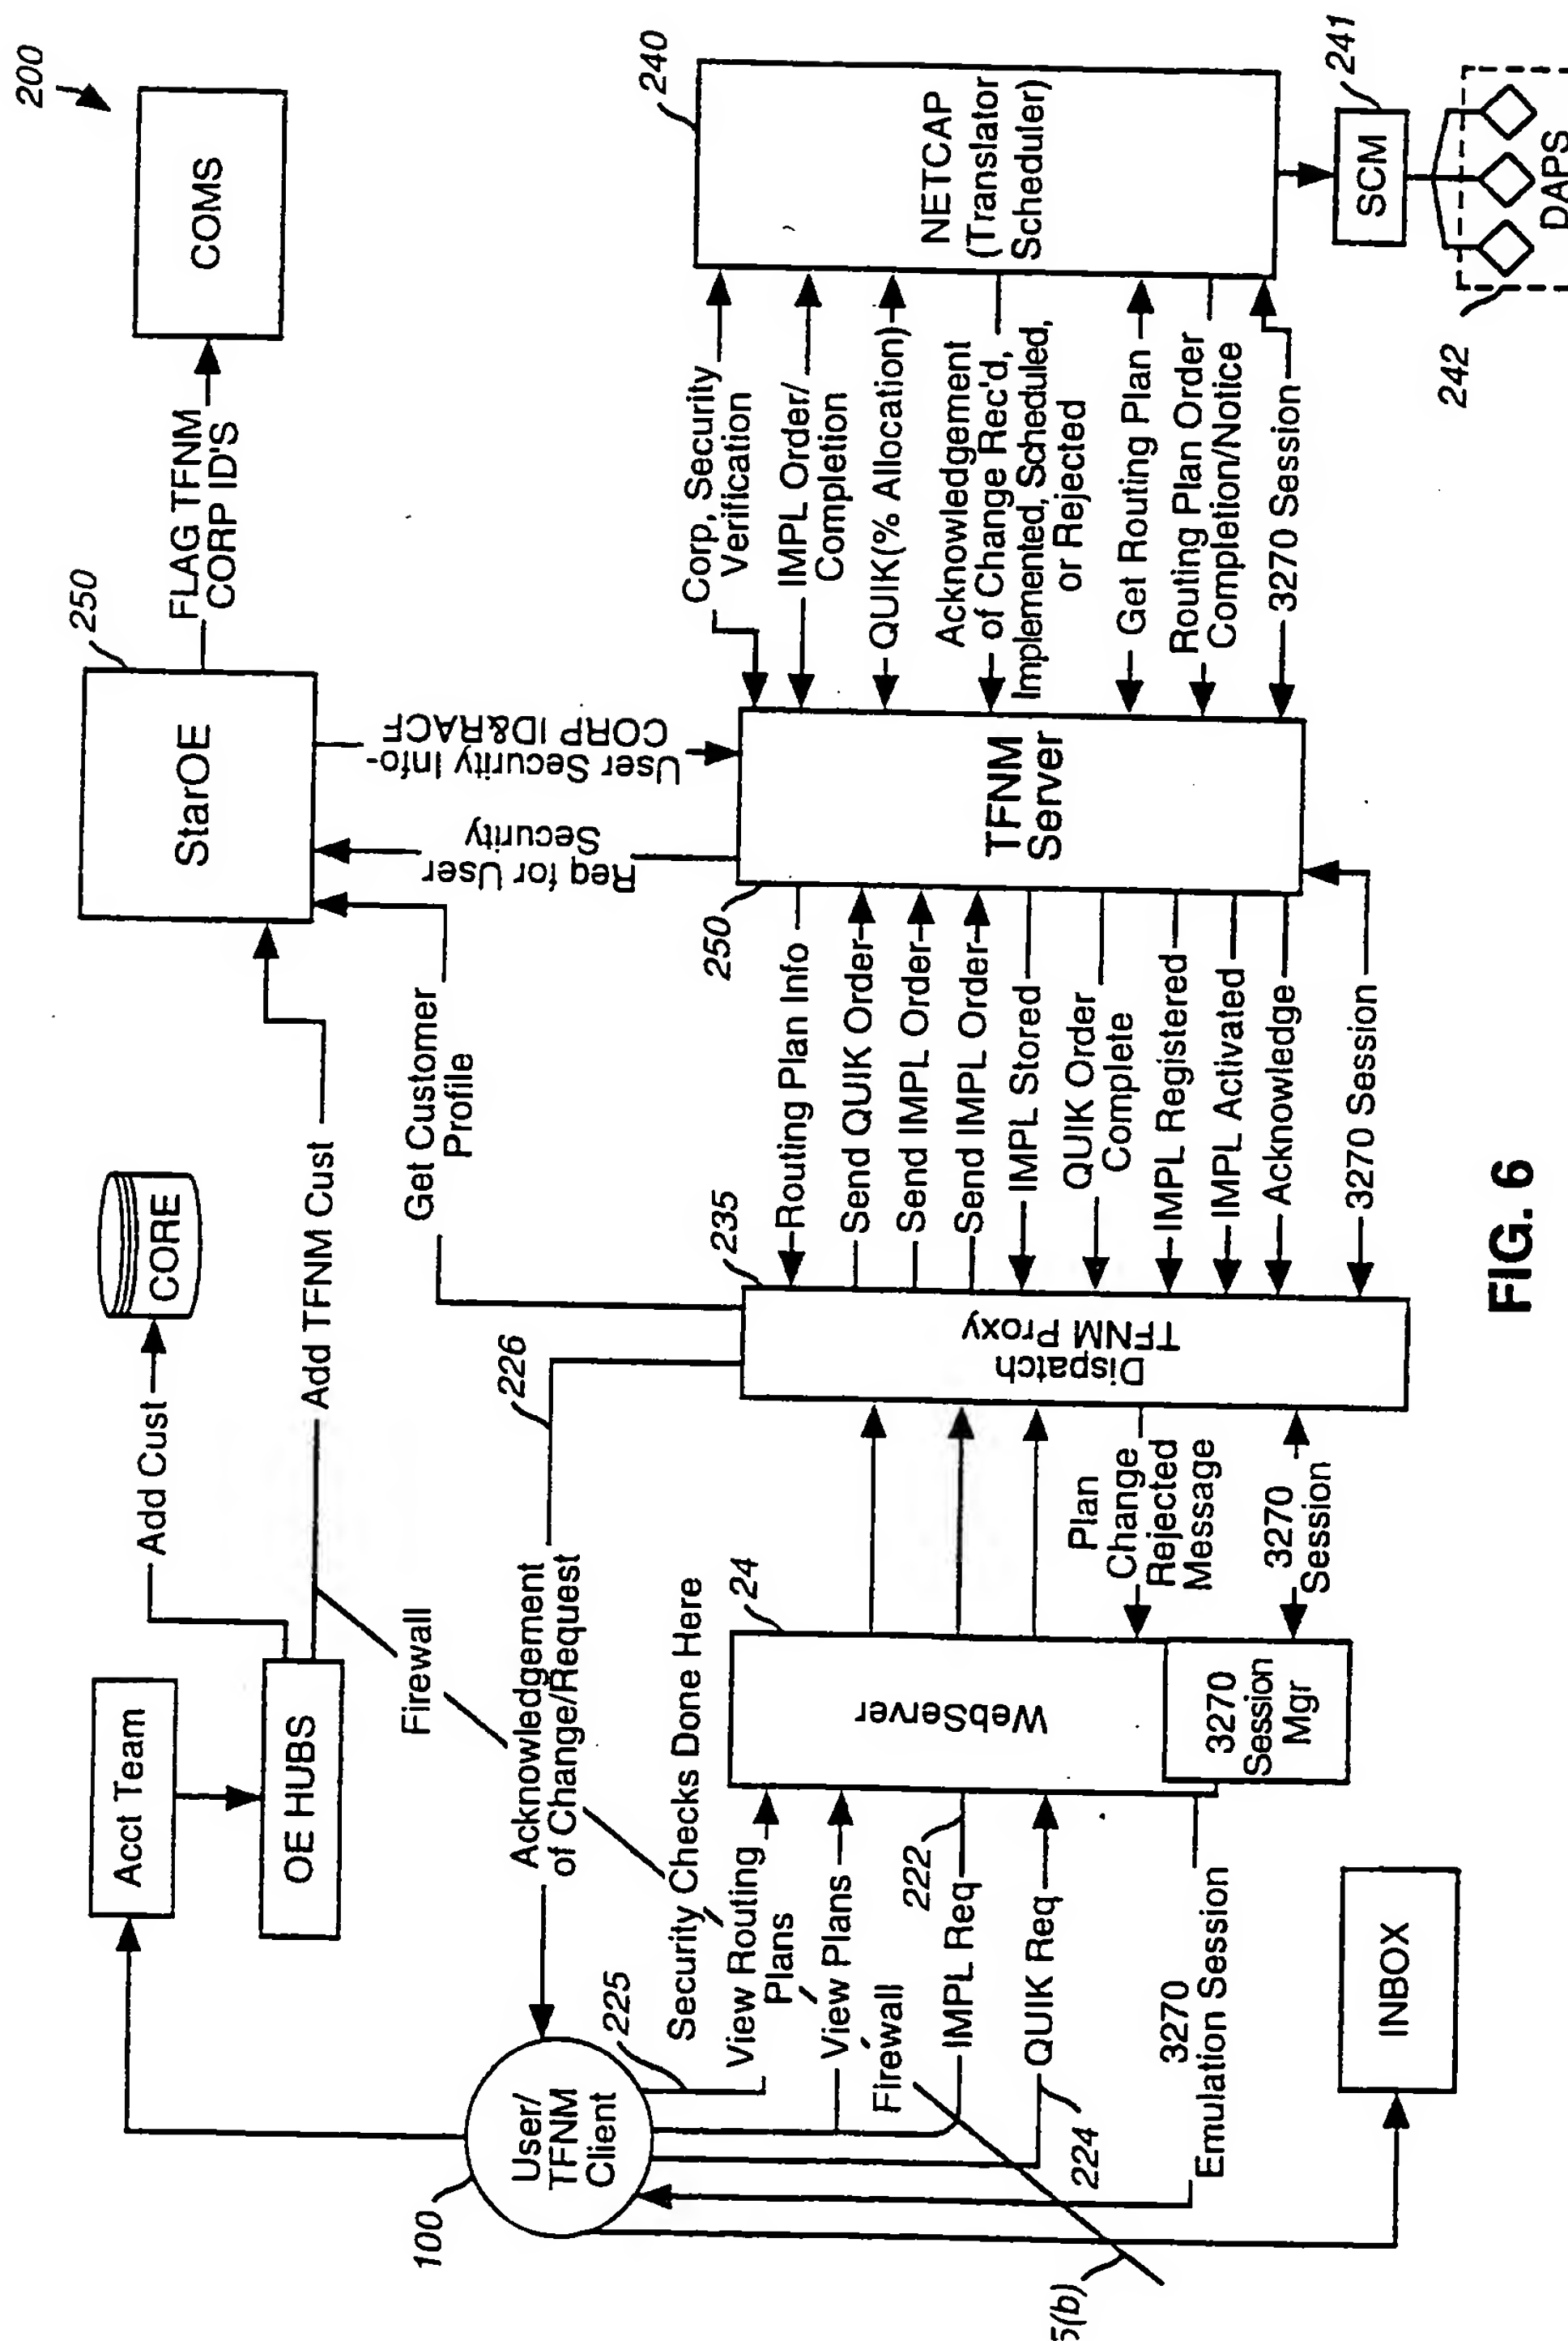 200
COMS
FLAG TFNM
CORP ID'S
250
StarOE
CORE
Add Cust
Add TFNM Cust
Acct Team
OE HUBS
Firewall
Get Customer
Profile
Req for User
Security
User Security Info-
CORP ID&RACF
226
Acknowledgement
of Change/Request
100
User/
TFNM
Client
225
Security Checks Done Here
View Routing
Plans
View Plans
Firewall
222
IMPL Req
QUIK Req
224
3270
Emulation Session
5(b)
INBOX
24
WebServer
3270
Session
Mgr
Plan
Change
Rejected
Message
3270
Session
235
Dispatch
TFNM Proxy
Routing Plan Info
Send QUIK Order
Send IMPL Order
Send IMPL Order
IMPL Stored
QUIK Order
Complete
IMPL Registered
IMPL Activated
Acknowledge
3270 Session
250
TFNM
Server
Corp, Security
Verification
IMPL Order/
Completion
QUIK(% Allocation)
Acknowledgement
of Change Rec'd,
Implemented, Scheduled,
or Rejected
Get Routing Plan
Routing Plan Order
Completion/Notice
3270 Session
240
NETCAP
(Translator
Scheduler)
241
SCM
242
DAPS
FIG. 6